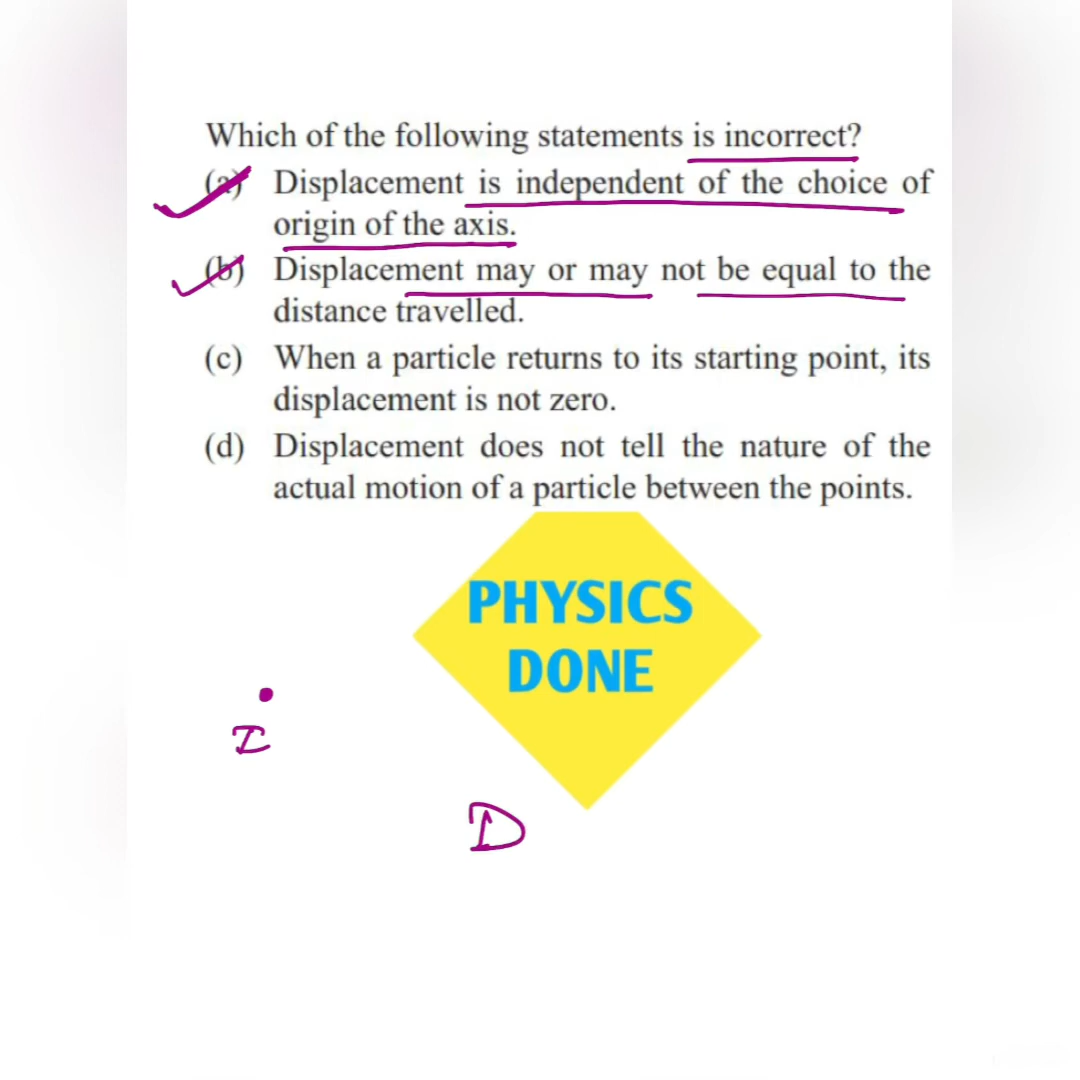 Which of the following statements is incorrect?
(a) Displacement is independent of the choice of
origin of the axis.
(b) Displacement may or may not be equal to the
distance travelled.
(c) When a particle returns to its starting point, its
displacement is not zero.
(d) Displacement does not tell the nature of the
actual motion of a particle between the points.
PHYSICS
DONE
I
D